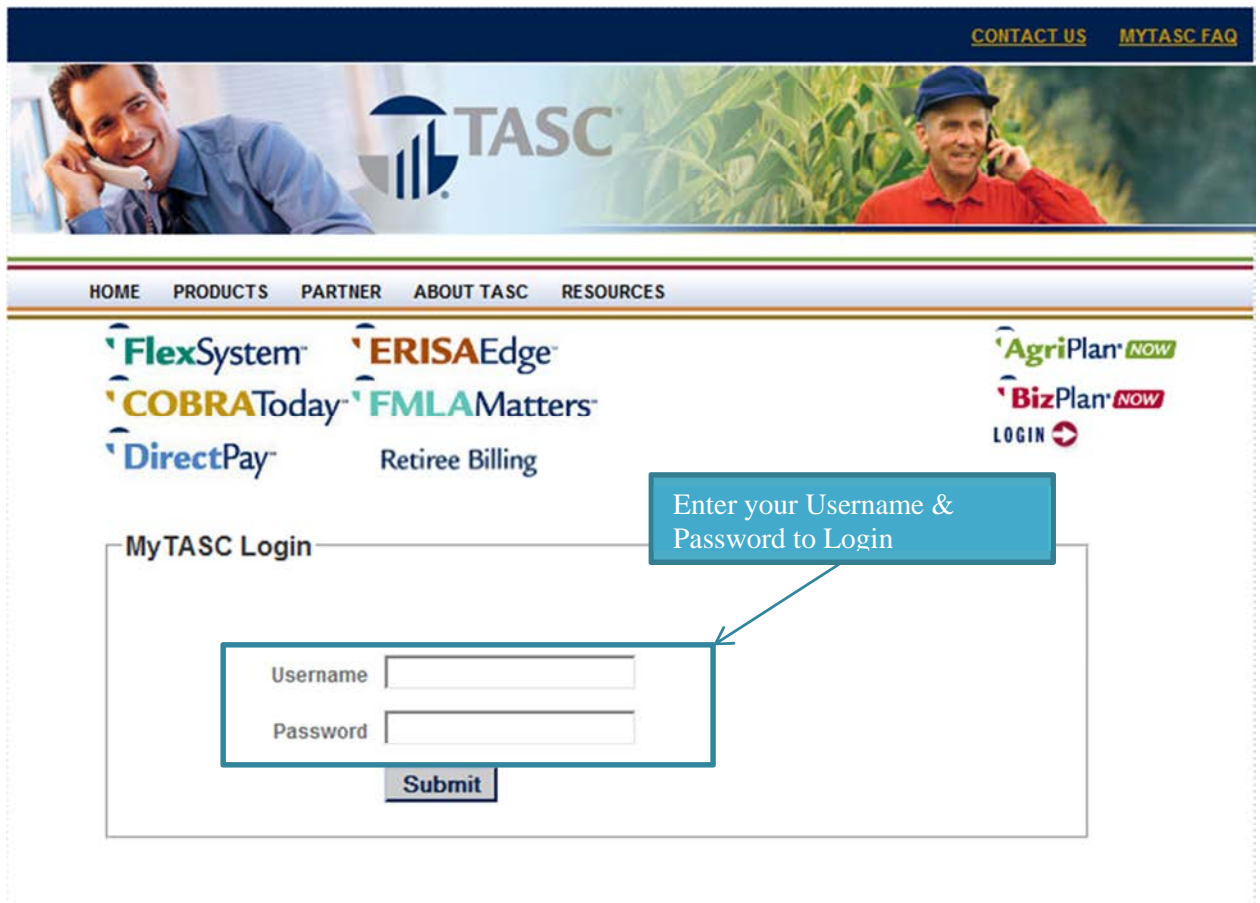 CONTACT US MYTASC FAQ
TASC
HOME PRODUCTS PARTNER ABOUT TASC RESOURCES
FlexSystem ERISAEdge AgriPlan NOW
COBRAToday FMLAMatters BizPlan NOW
DirectPay Retiree Billing LOGIN
Enter your Username &
Password to Login
MyTASC Login
Username
Password
Submit